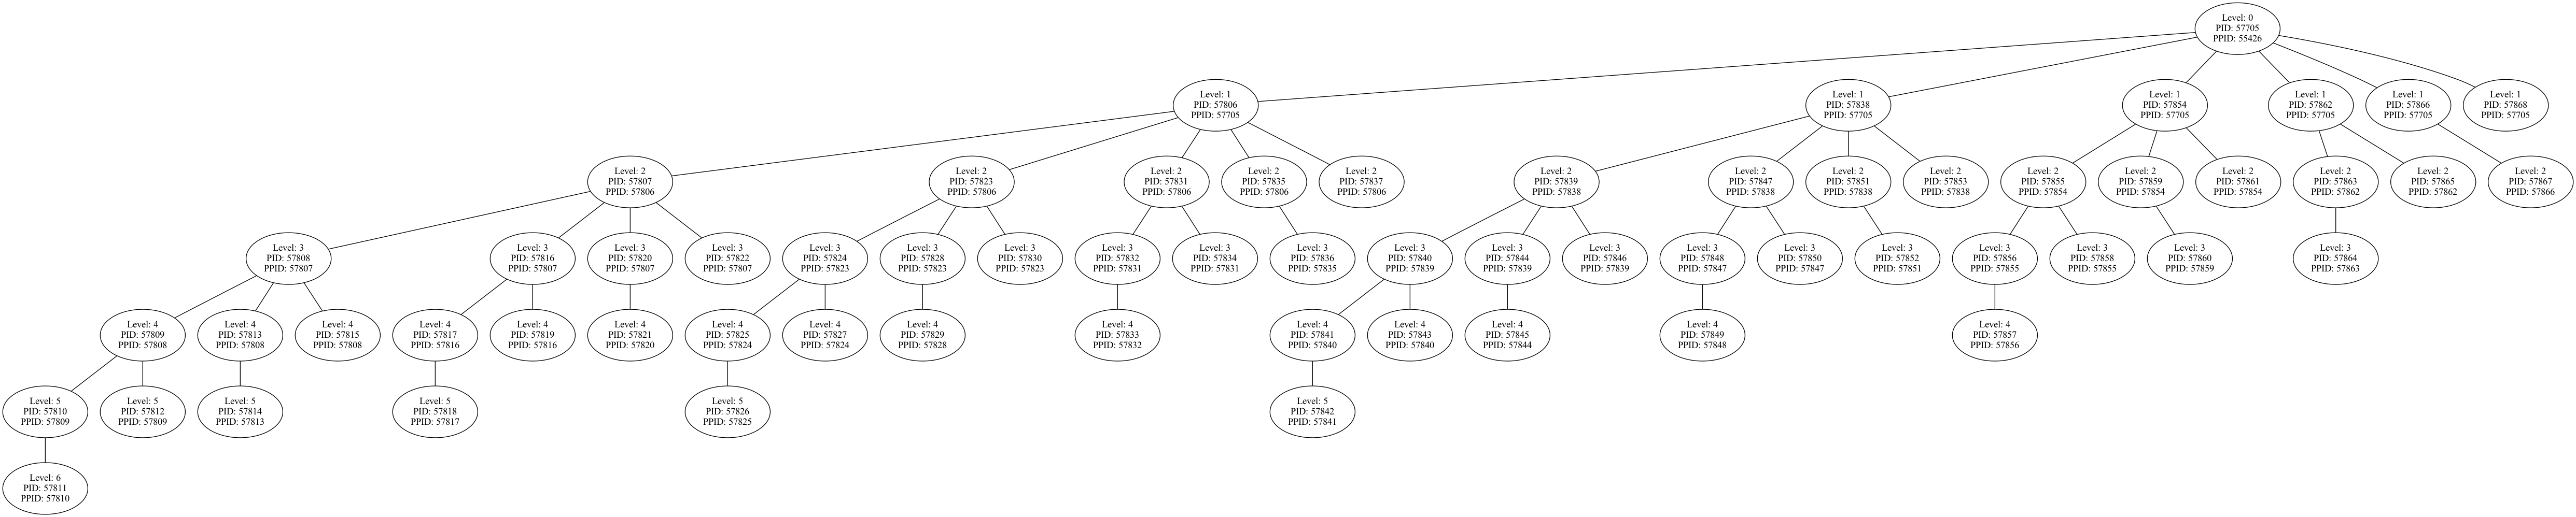 Level: 0
PID: 57705
PPID: 55426
Level: 1
PID: 57806
PPID: 57705
Level: 1
PID: 57838
PPID: 57705
Level: 1
PID: 57854
PPID: 57705
Level: 1
PID: 57862
PPID: 57705
Level: 1
PID: 57866
PPID: 57705
Level: 1
PID: 57868
PPID: 57705
Level: 2
PID: 57807
PPID: 57806
Level: 2
PID: 57823
PPID: 57806
Level: 2
PID: 57831
PPID: 57806
Level: 2
PID: 57835
PPID: 57806
Level: 2
PID: 57837
PPID: 57806
Level: 2
PID: 57839
PPID: 57838
Level: 2
PID: 57847
PPID: 57838
Level: 2
PID: 57851
PPID: 57838
Level: 2
PID: 57853
PPID: 57838
Level: 2
PID: 57855
PPID: 57854
Level: 2
PID: 57859
PPID: 57854
Level: 2
PID: 57861
PPID: 57854
Level: 2
PID: 57863
PPID: 57862
Level: 2
PID: 57865
PPID: 57862
Level: 2
PID: 57867
PPID: 57866
Level: 3
PID: 57808
PPID: 57807
Level: 3
PID: 57816
PPID: 57807
Level: 3
PID: 57820
PPID: 57807
Level: 3
PID: 57822
PPID: 57807
Level: 3
PID: 57824
PPID: 57823
Level: 3
PID: 57828
PPID: 57823
Level: 3
PID: 57830
PPID: 57823
Level: 3
PID: 57832
PPID: 57831
Level: 3
PID: 57834
PPID: 57831
Level: 3
PID: 57836
PPID: 57835
Level: 3
PID: 57840
PPID: 57839
Level: 3
PID: 57844
PPID: 57839
Level: 3
PID: 57846
PPID: 57839
Level: 3
PID: 57848
PPID: 57847
Level: 3
PID: 57850
PPID: 57847
Level: 3
PID: 57852
PPID: 57851
Level: 3
PID: 57856
PPID: 57855
Level: 3
PID: 57858
PPID: 57855
Level: 3
PID: 57860
PPID: 57859
Level: 3
PID: 57864
PPID: 57863
Level: 4
PID: 57809
PPID: 57808
Level: 4
PID: 57813
PPID: 57808
Level: 4
PID: 57815
PPID: 57808
Level: 4
PID: 57817
PPID: 57816
Level: 4
PID: 57819
PPID: 57816
Level: 4
PID: 57821
PPID: 57820
Level: 4
PID: 57825
PPID: 57824
Level: 4
PID: 57827
PPID: 57824
Level: 4
PID: 57829
PPID: 57828
Level: 4
PID: 57833
PPID: 57832
Level: 4
PID: 57841
PPID: 57840
Level: 4
PID: 57843
PPID: 57840
Level: 4
PID: 57845
PPID: 57844
Level: 4
PID: 57849
PPID: 57848
Level: 4
PID: 57857
PPID: 57856
Level: 5
PID: 57810
PPID: 57809
Level: 5
PID: 57812
PPID: 57809
Level: 5
PID: 57814
PPID: 57813
Level: 5
PID: 57818
PPID: 57817
Level: 5
PID: 57826
PPID: 57825
Level: 5
PID: 57842
PPID: 57841
Level: 6
PID: 57811
PPID: 57810